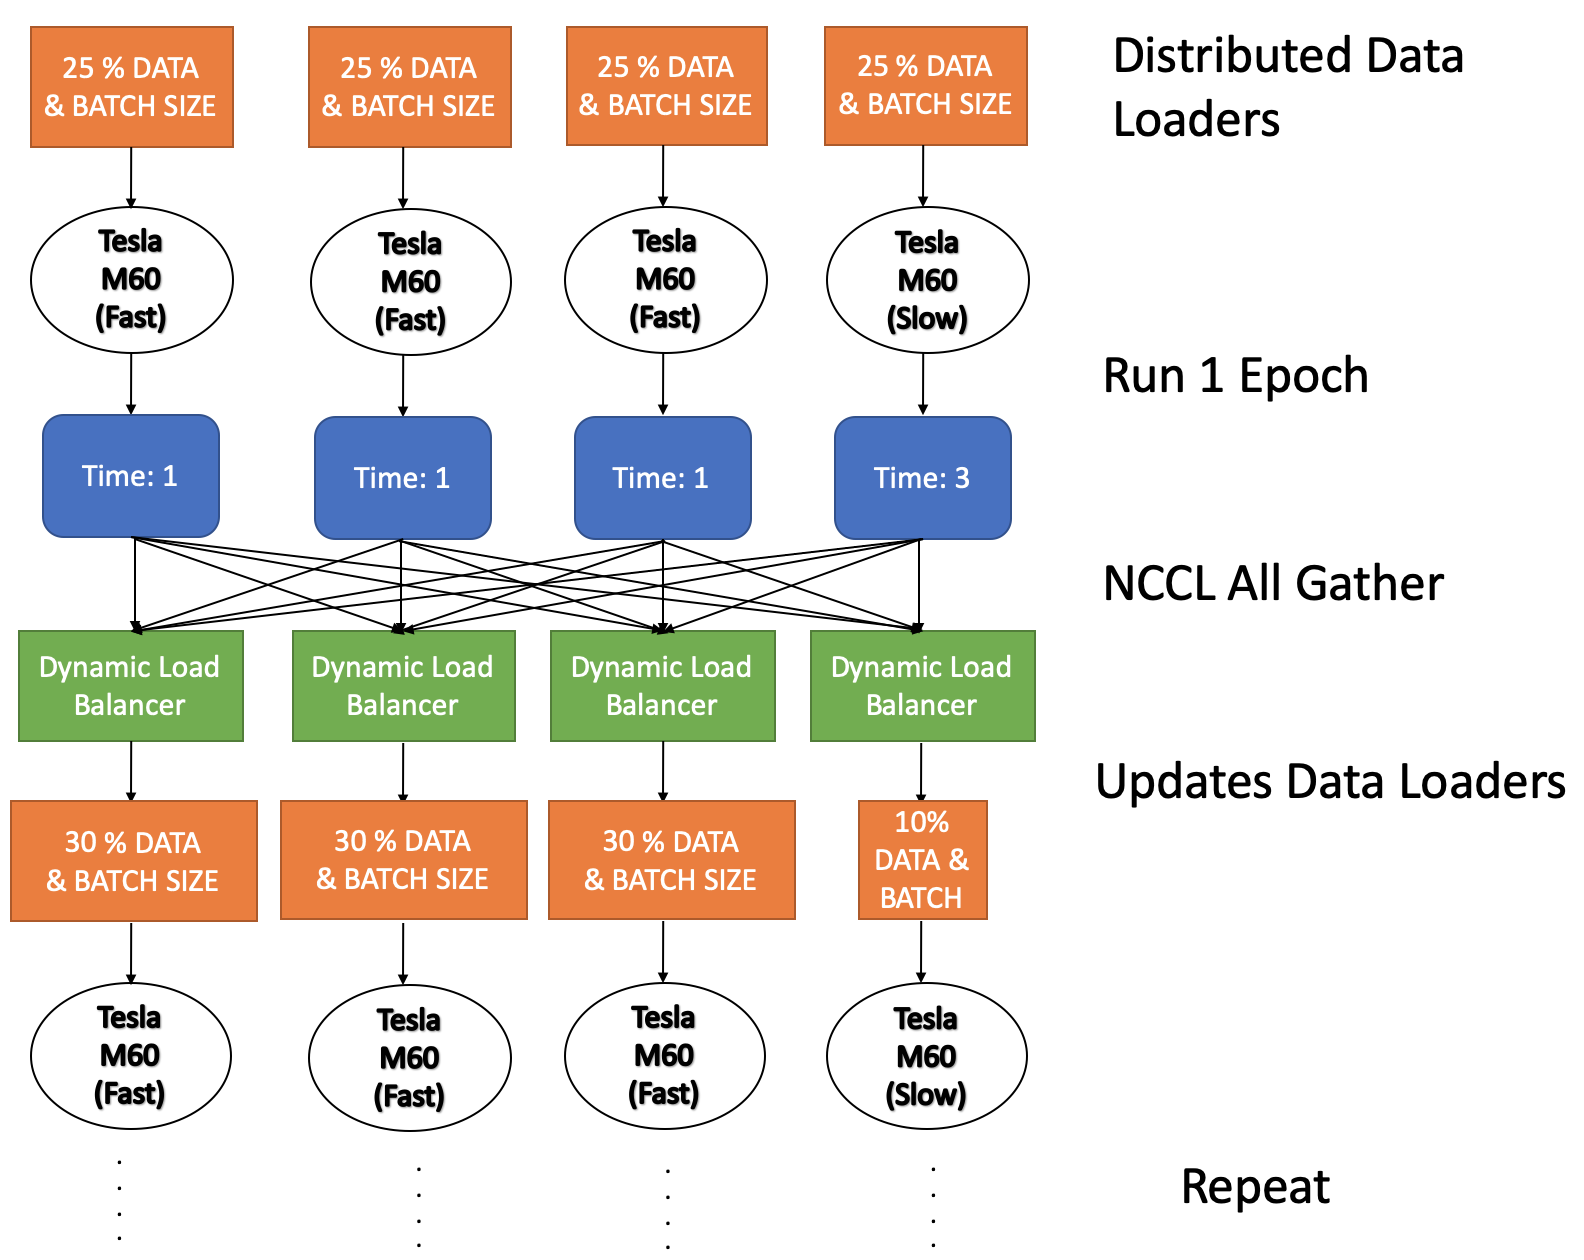 25 % DATA
& BATCH SIZE
25 % DATA
& BATCH SIZE
25 % DATA
& BATCH SIZE
25 % DATA
& BATCH SIZE
Distributed Data
Loaders
Tesla
M60
(Fast)
Tesla
M60
(Fast)
Tesla
M60
(Fast)
Tesla
M60
(Slow)
Run 1 Epoch
Time: 1
Time: 1
Time: 1
Time: 3
NCCL All Gather
Dynamic Load
Balancer
Dynamic Load
Balancer
Dynamic Load
Balancer
Dynamic Load
Balancer
Updates Data Loaders
30 % DATA
& BATCH SIZE
30 % DATA
& BATCH SIZE
30 % DATA
& BATCH SIZE
10%
DATA &
BATCH
Tesla
M60
(Fast)
Tesla
M60
(Fast)
Tesla
M60
(Fast)
Tesla
M60
(Slow)
Repeat